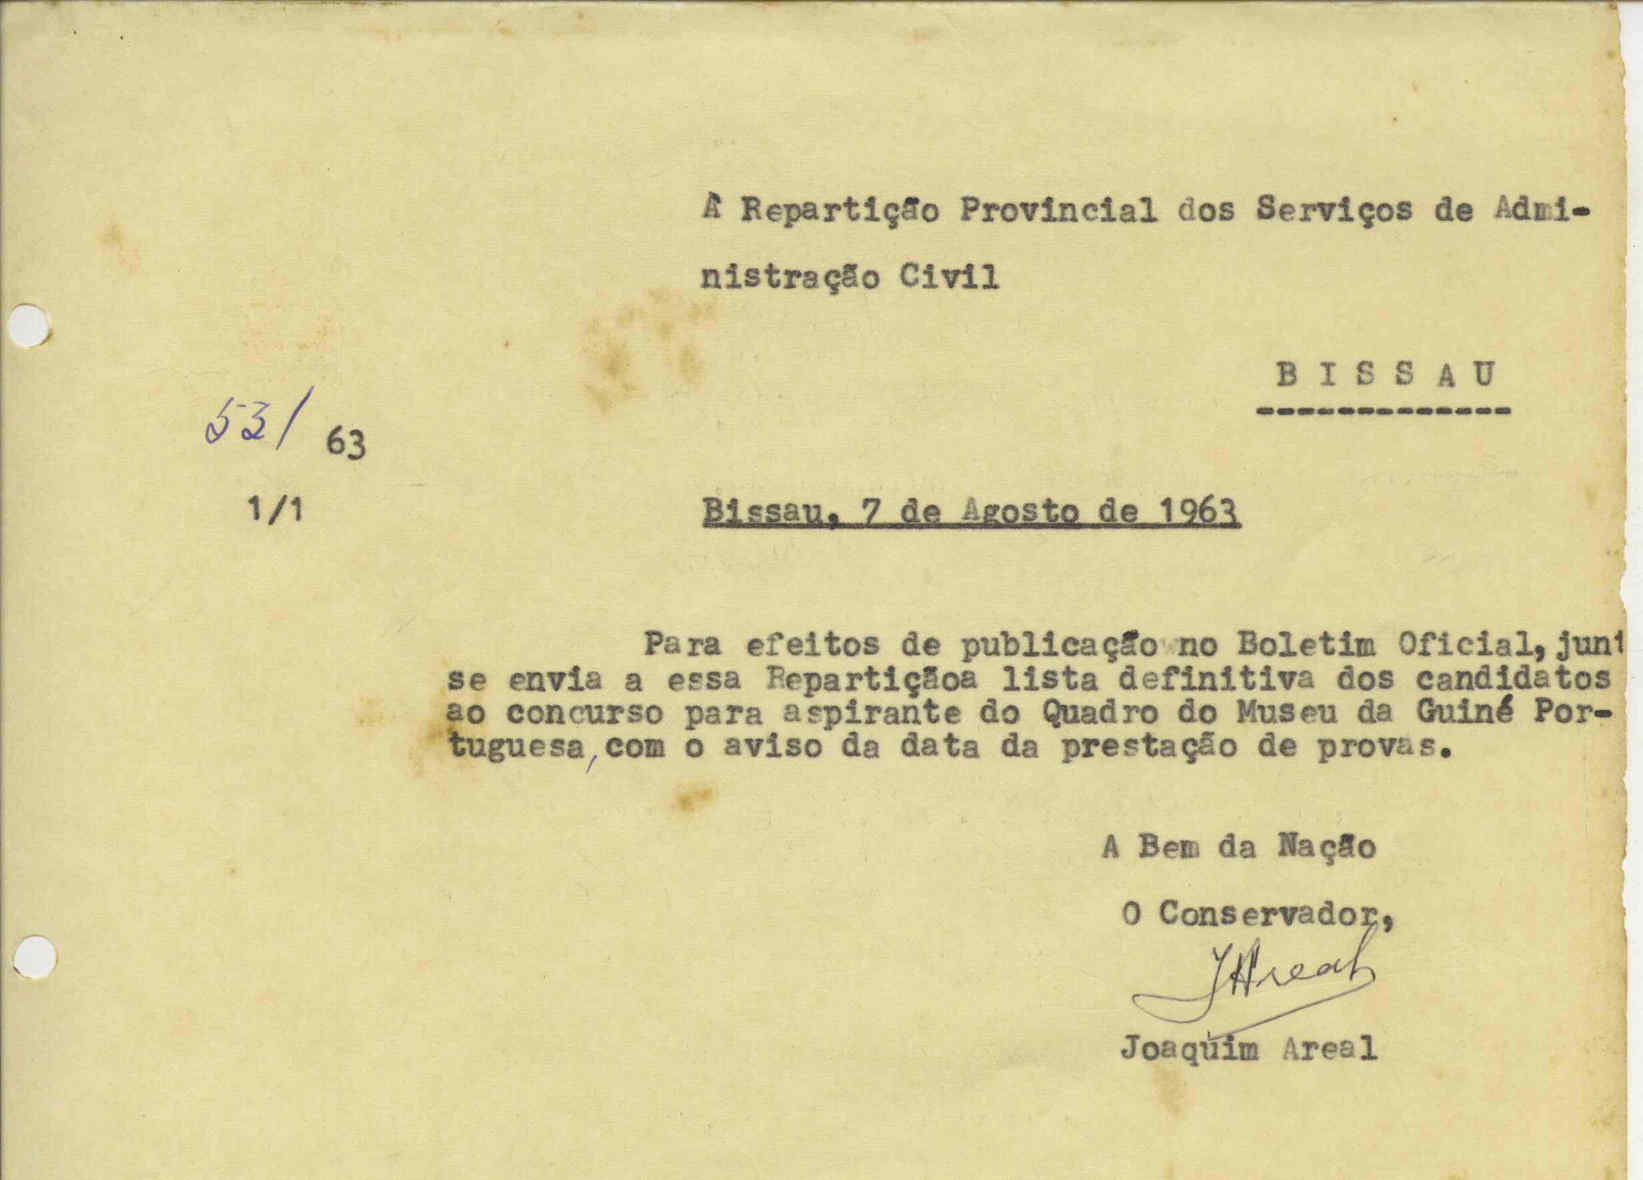 À Repartição Provincial dos Serviços de Admi-
nistração Civil
BISSAU
53/ 63
1/1
Bissau, 7 de Agosto de 1963
Para efeitos de publicação no Boletim Oficial, junt
se envia a essa Repartiçãoa lista definitiva dos candidatos
ao concurso para aspirante do Quadro do Museu da Guiné Por-
tuguesa, com o aviso da data da prestação de provas.
A Bem da Nação
O Conservador,
JAreal
Joaquim Areal